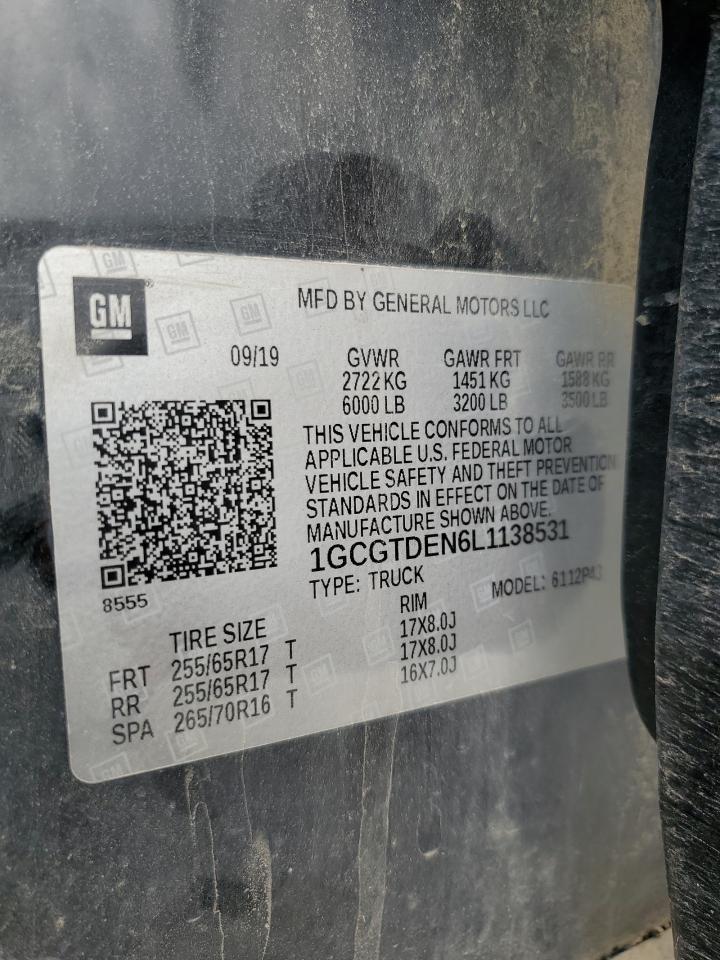 GM
MFD BY GENERAL MOTORS LLC
09/19 GVWR GAWR FRT GAWR RR
2722 KG 1451 KG 1588 KG
6000 LB 3200 LB 3500 LB
THIS VEHICLE CONFORMS TO ALL
APPLICABLE U.S. FEDERAL MOTOR
VEHICLE SAFETY AND THEFT PREVENTION
STANDARDS IN EFFECT ON THE DATE OF
MANUFACTURE SHOWN ABOVE.
1GCGTDEN6L1138531
TYPE: TRUCK MODEL:
8555
TIRE SIZE RIM
FRT 255/65R17 T 17X8.0J
RR 255/65R17 T 17X8.0J
SPA 265/70R16 T 16X7.0J